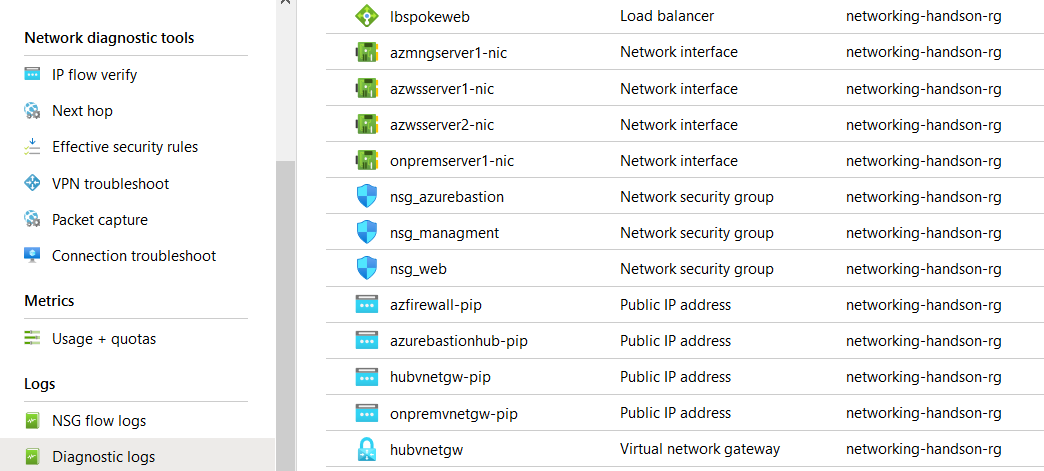 Network diagnostic tools
IP flow verify
Next hop
Effective security rules
VPN troubleshoot
Packet capture
Connection troubleshoot
Metrics
Usage + quotas
Logs
NSG flow logs
Diagnostic logs
lbspokeweb Load balancer networking-handson-rg
azmngserver1-nic Network interface networking-handson-rg
azwsserver1-nic Network interface networking-handson-rg
azwsserver2-nic Network interface networking-handson-rg
onpremserver1-nic Network interface networking-handson-rg
nsg_azurebastion Network security group networking-handson-rg
nsg_managment Network security group networking-handson-rg
nsg_web Network security group networking-handson-rg
azfirewall-pip Public IP address networking-handson-rg
azurebastionhub-pip Public IP address networking-handson-rg
hubvnetgw-pip Public IP address networking-handson-rg
onpremvnetgw-pip Public IP address networking-handson-rg
hubvnetgw Virtual network gateway networking-handson-rg